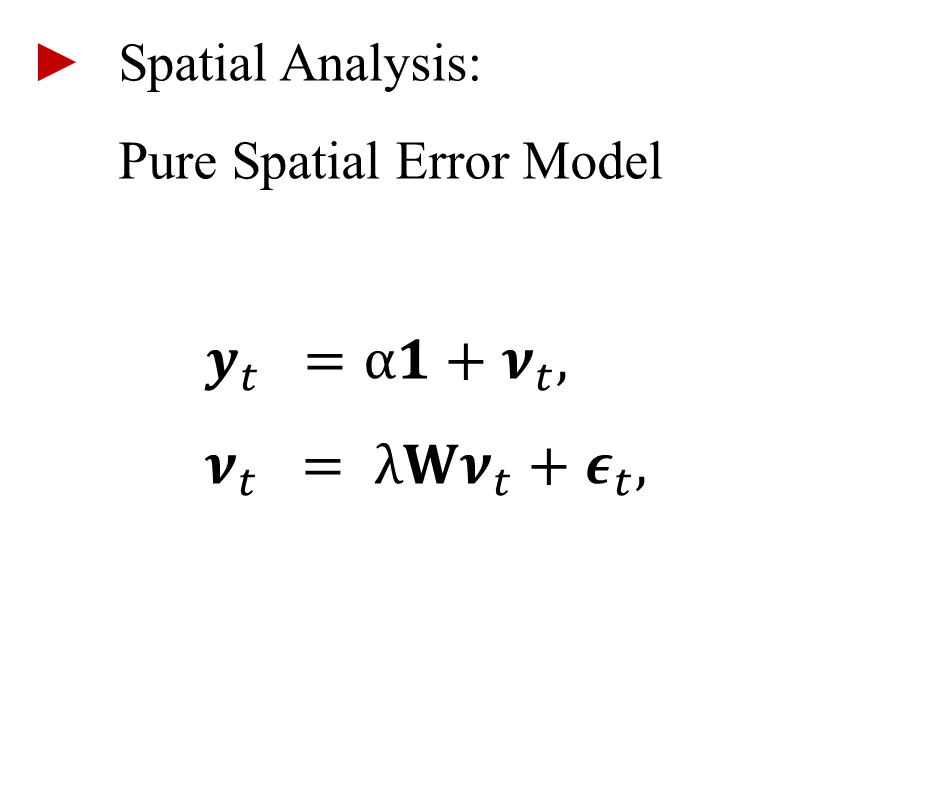 Spatial Analysis:
Pure Spatial Error Model
𝒚ₜ = α𝟏 + 𝝂ₜ,
𝝂ₜ = λ𝐖𝝂ₜ + 𝝐ₜ,